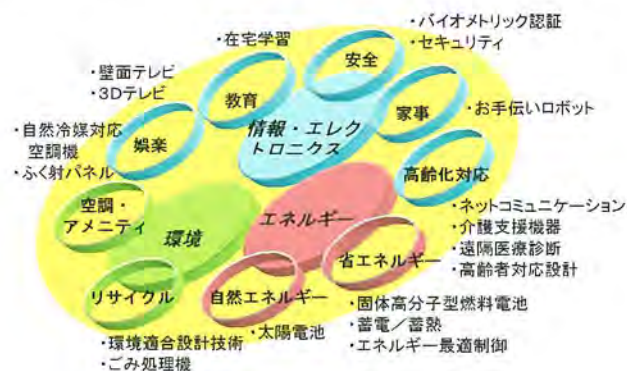 ・バイオメトリック認証
・セキュリティ
・在宅学習
安全
・壁面テレビ
・3Dテレビ
教育
家事
・お手伝いロボット
情報・エレク
トロニクス
・自然冷媒対応
空調機
・ふく射パネル
娯楽
高齢化対応
・ネットコミュニケーション
・介護支援機器
・遠隔医療診断
・高齢者対応設計
空調・
アメニティ
環境
エネルギー
省エネルギー
リサイクル
自然エネルギー
・固体高分子型燃料電池
・蓄電／蓄熱
・エネルギー最適制御
・太陽電池
・環境適合設計技術
・ごみ処理機